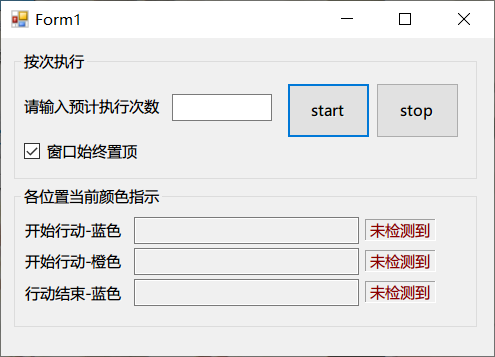 Form1
按次执行
请输入预计执行次数 start stop
窗口始终置顶
各位置当前颜色指示
开始行动-蓝色 未检测到
开始行动-橙色 未检测到
行动结束-蓝色 未检测到